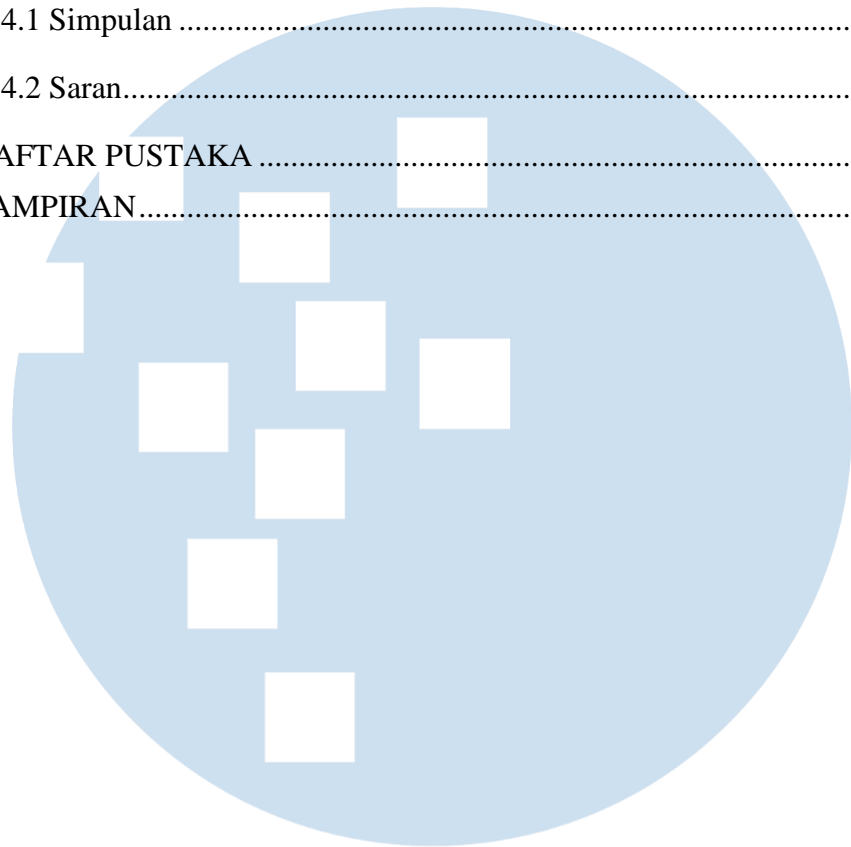 4.1 Simpulan ....................................................................................
4.2 Saran...........................................................................................
AFTAR PUSTAKA ..........................................................................
AMPIRAN.........................................................................................